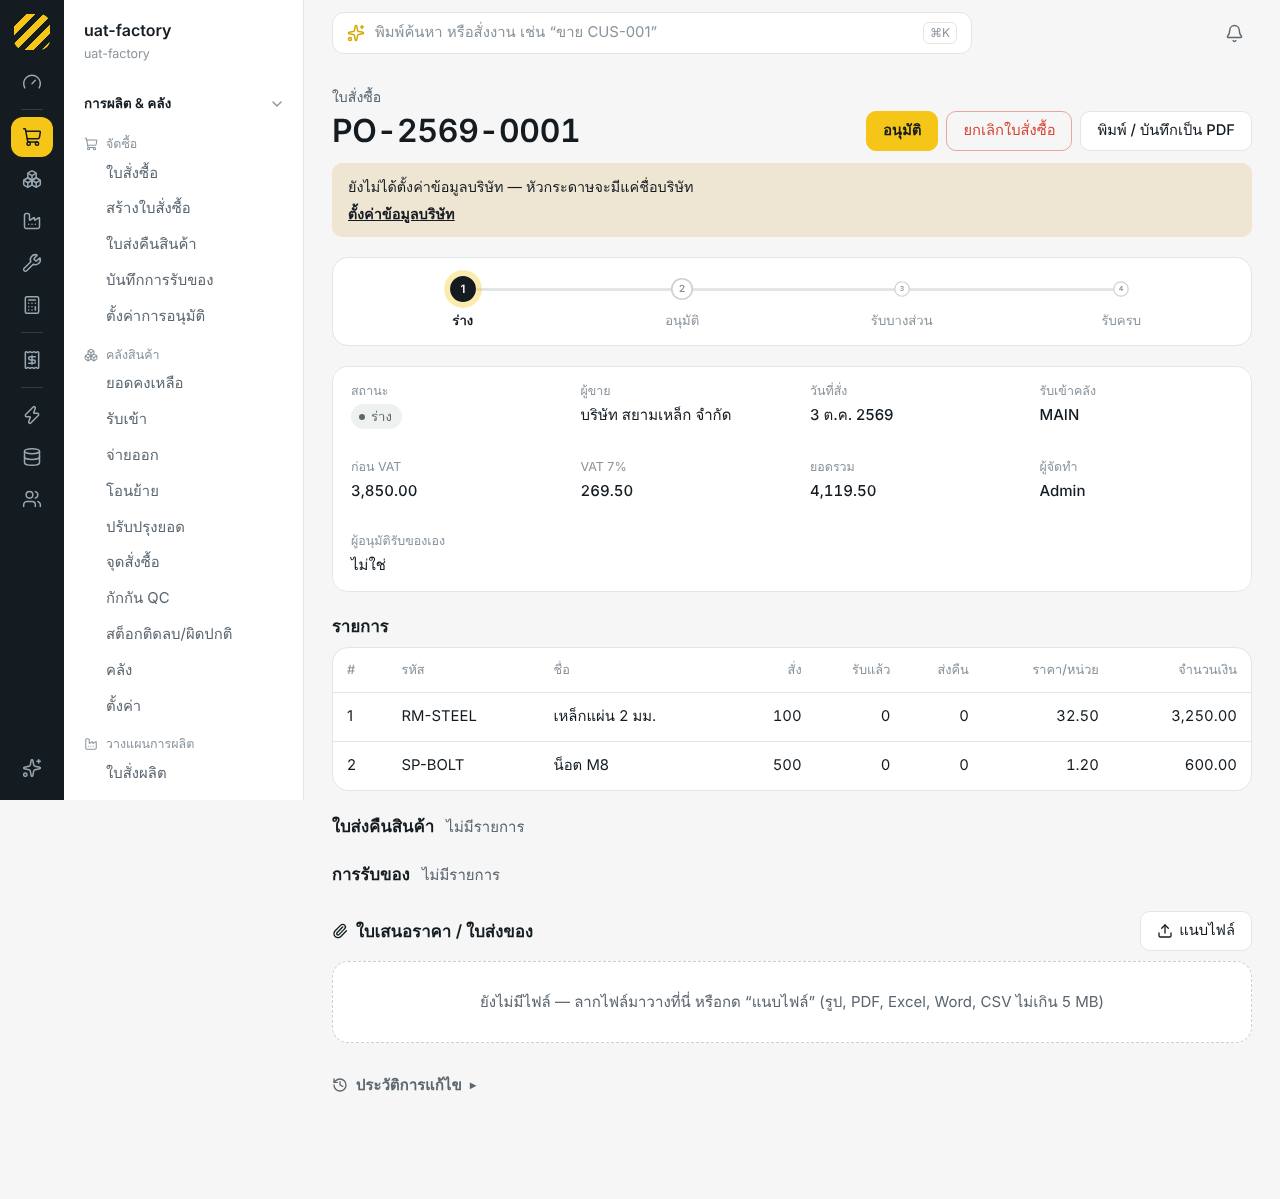 uat-factory
uat-factory
การผลิต & คลัง
จัดซื้อ
ใบสั่งซื้อ
สร้างใบสั่งซื้อ
ใบส่งคืนสินค้า
บันทึกการรับของ
ตั้งค่าการอนุมัติ
คลังสินค้า
ยอดคงเหลือ
รับเข้า
จ่ายออก
โอนย้าย
ปรับปรุงยอด
จุดสั่งซื้อ
กักกัน QC
สต็อกติดลบ/ผิดปกติ
คลัง
ตั้งค่า
วางแผนการผลิต
ใบสั่งผลิต
พิมพ์ค้นหา หรือสั่งงาน เช่น “ขาย CUS-001” ⌘K
ใบสั่งซื้อ
PO-2569-0001
อนุมัติ ยกเลิกใบสั่งซื้อ พิมพ์ / บันทึกเป็น PDF
ยังไม่ได้ตั้งค่าข้อมูลบริษัท — หัวกระดาษจะมีแค่ชื่อบริษัท
ตั้งค่าข้อมูลบริษัท
1 2 3 4
ร่าง อนุมัติ รับบางส่วน รับครบ
สถานะ ผู้ขาย วันที่สั่ง รับเข้าคลัง
ร่าง บริษัท สยามเหล็ก จำกัด 3 ต.ค. 2569 MAIN
ก่อน VAT VAT 7% ยอดรวม ผู้จัดทำ
3,850.00 269.50 4,119.50 Admin
ผู้อนุมัติรับของเอง
ไม่ใช่
รายการ
# รหัส ชื่อ สั่ง รับแล้ว ส่งคืน ราคา/หน่วย จำนวนเงิน
1 RM-STEEL เหล็กแผ่น 2 มม. 100 0 0 32.50 3,250.00
2 SP-BOLT น็อต M8 500 0 0 1.20 600.00
ใบส่งคืนสินค้า ไม่มีรายการ
การรับของ ไม่มีรายการ
ใบเสนอราคา / ใบส่งของ แนบไฟล์
ยังไม่มีไฟล์ — ลากไฟล์มาวางที่นี่ หรือกด “แนบไฟล์” (รูป, PDF, Excel, Word, CSV ไม่เกิน 5 MB)
ประวัติการแก้ไข ▸